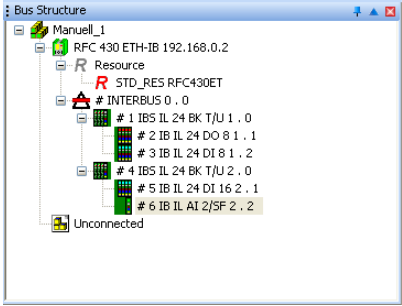 Bus Structure
Manuell_1
RFC 430 ETH-IB 192.168.0.2
R Resource
R STD_RES RFC430ET
# INTERBUS 0 . 0
# 1 IBS IL 24 BK T/U 1 . 0
# 2 IB IL 24 DO 8 1 . 1
# 3 IB IL 24 DI 8 1 . 2
# 4 IBS IL 24 BK T/U 2 . 0
# 5 IB IL 24 DI 16 2 . 1
# 6 IB IL AI 2/SF 2 . 2
Unconnected